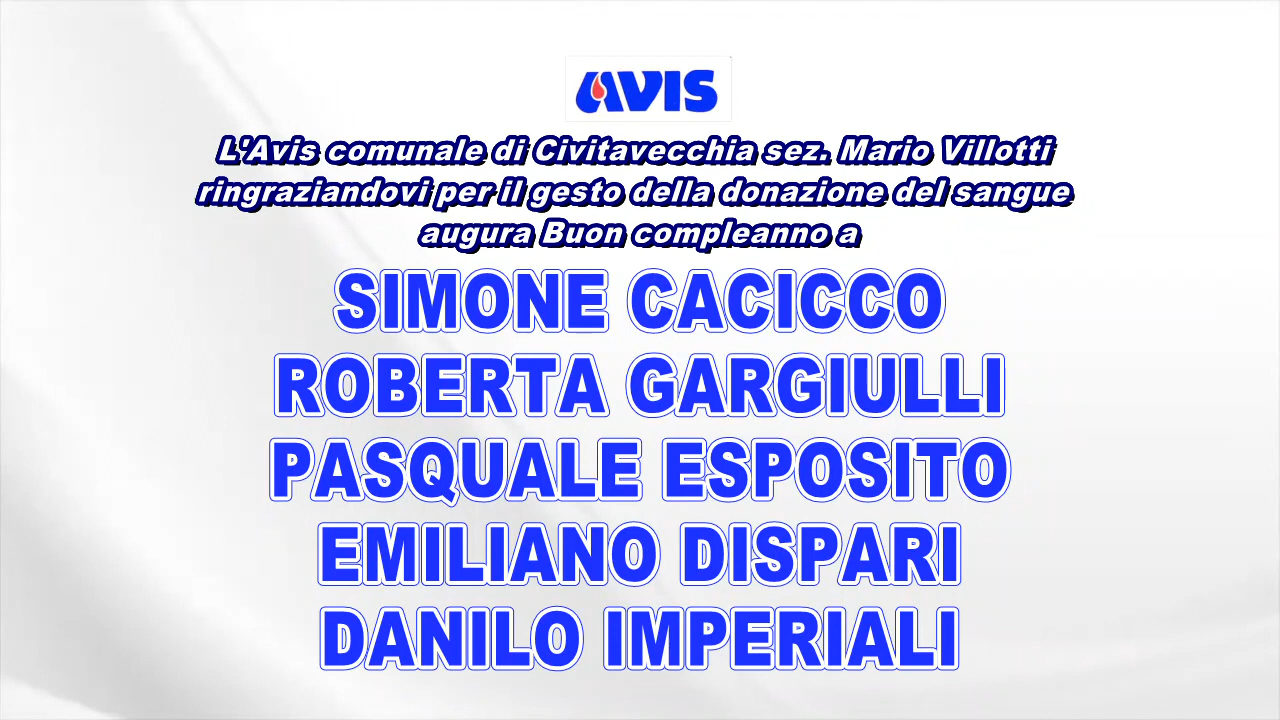 AVIS
L'Avis comunale di Civitavecchia sez. Mario Villotti
ringraziandovi per il gesto della donazione del sangue
augura Buon compleanno a
SIMONE CACICCO
ROBERTA GARGIULLI
PASQUALE ESPOSITO
EMILIANO DISPARI
DANILO IMPERIALI